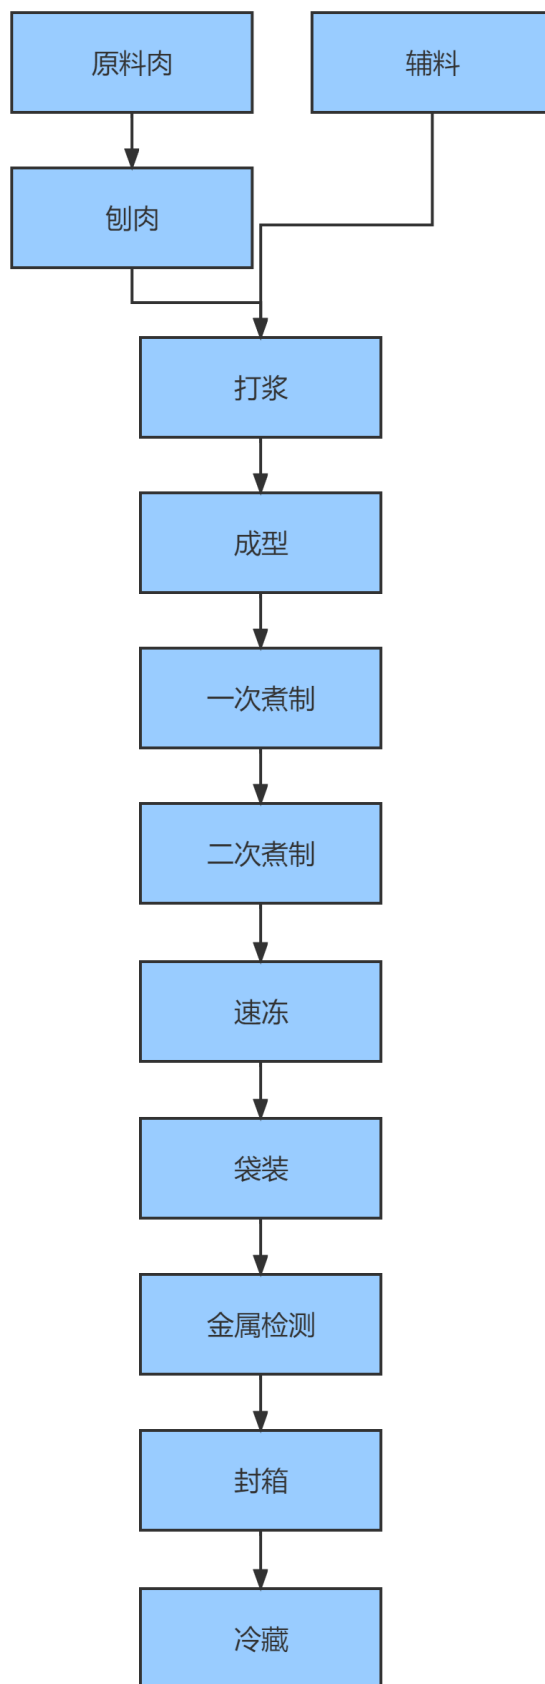 原料肉
辅料
刨肉
打浆
成型
一次煮制
二次煮制
速冻
袋装
金属检测
封箱
冷藏